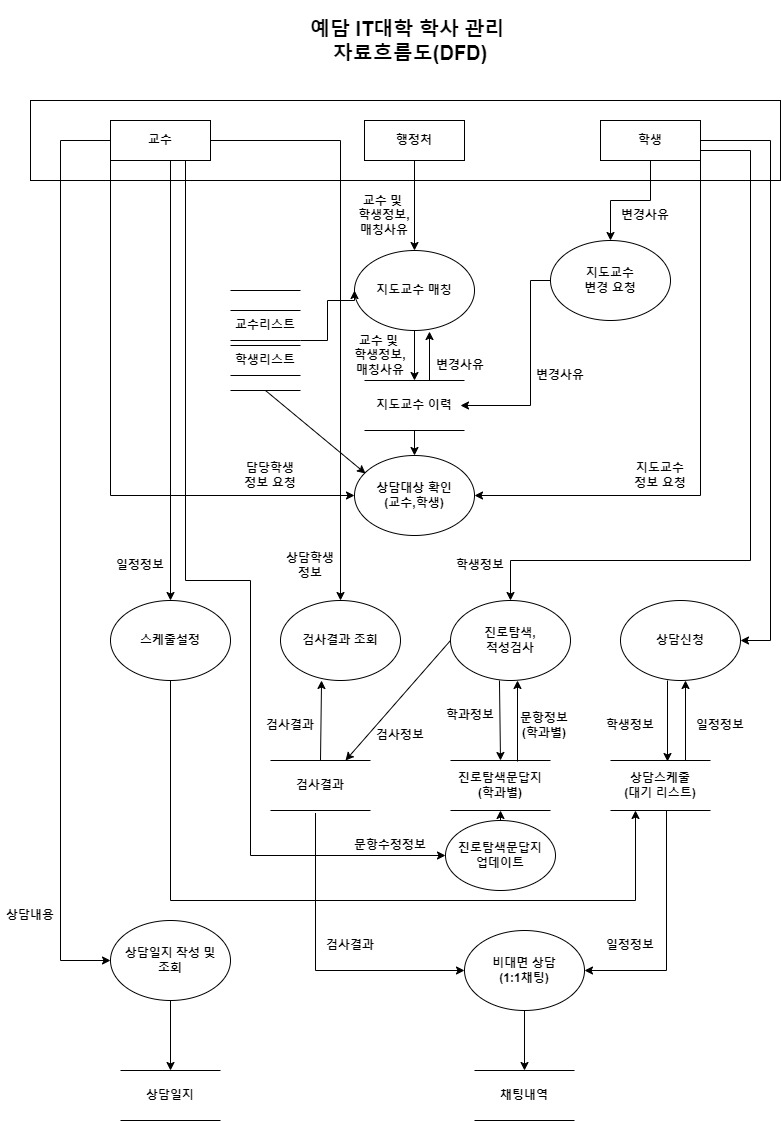 예담 IT대학 학사 관리
자료흐름도(DFD)
교수
행정처
학생
교수 및
학생정보,
매칭사유
변경사유
지도교수 매칭
지도교수
변경 요청
교수리스트
학생리스트
교수 및
학생정보,
매칭사유
변경사유
변경사유
지도교수 이력
담당학생
정보 요청
상담대상 확인
(교수,학생)
지도교수
정보 요청
일정정보
상담학생
정보
학생정보
스케줄설정
검사결과 조회
진로탐색,
적성검사
상담신청
검사결과
검사정보
학과정보
문항정보
(학과별)
학생정보
일정정보
검사결과
진로탐색문답지
(학과별)
상담스케줄
(대기 리스트)
문항수정정보
진로탐색문답지
업데이트
상담내용
상담일지 작성 및
조회
검사결과
비대면 상담
(1:1채팅)
일정정보
상담일지
채팅내역